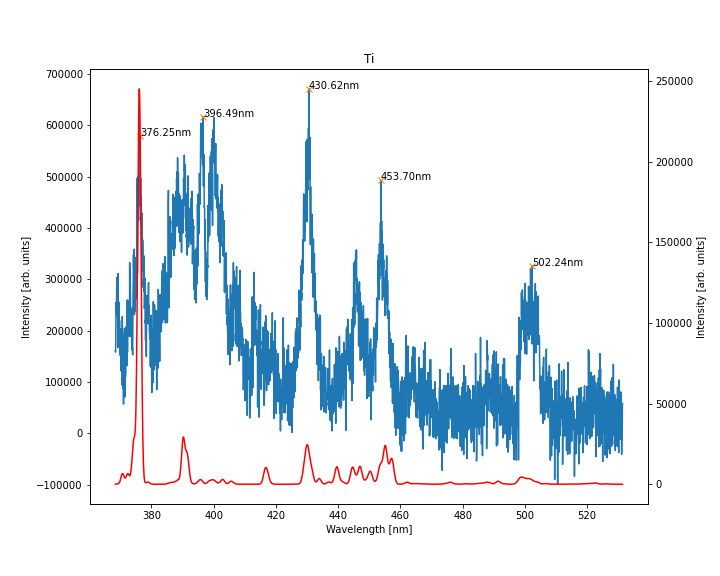 Ti
700000
600000
500000
400000
300000
200000
100000
0
−100000
Intensity [arb. units]
376.25nm
396.49nm
430.62nm
453.70nm
502.24nm
250000
200000
150000
100000
50000
0
Intensity [arb. units]
380
400
420
440
460
480
500
520
Wavelength [nm]